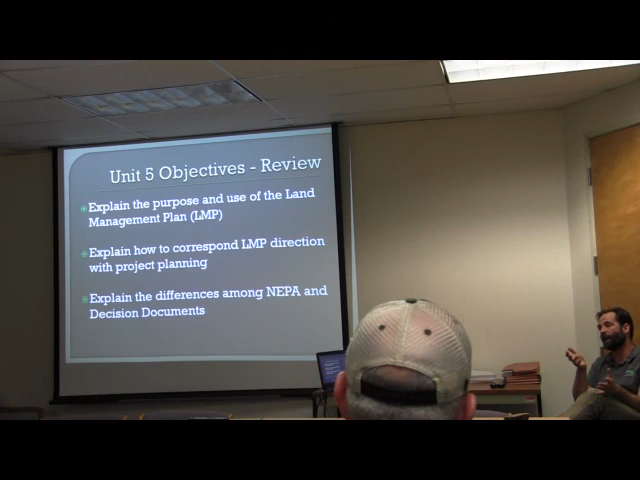 Unit 5 Objectives - Review
Explain the purpose and use of the Land
Management Plan (LMP)
Explain how to correspond LMP direction
with project planning
Explain the differences among NEPA and
Decision Documents